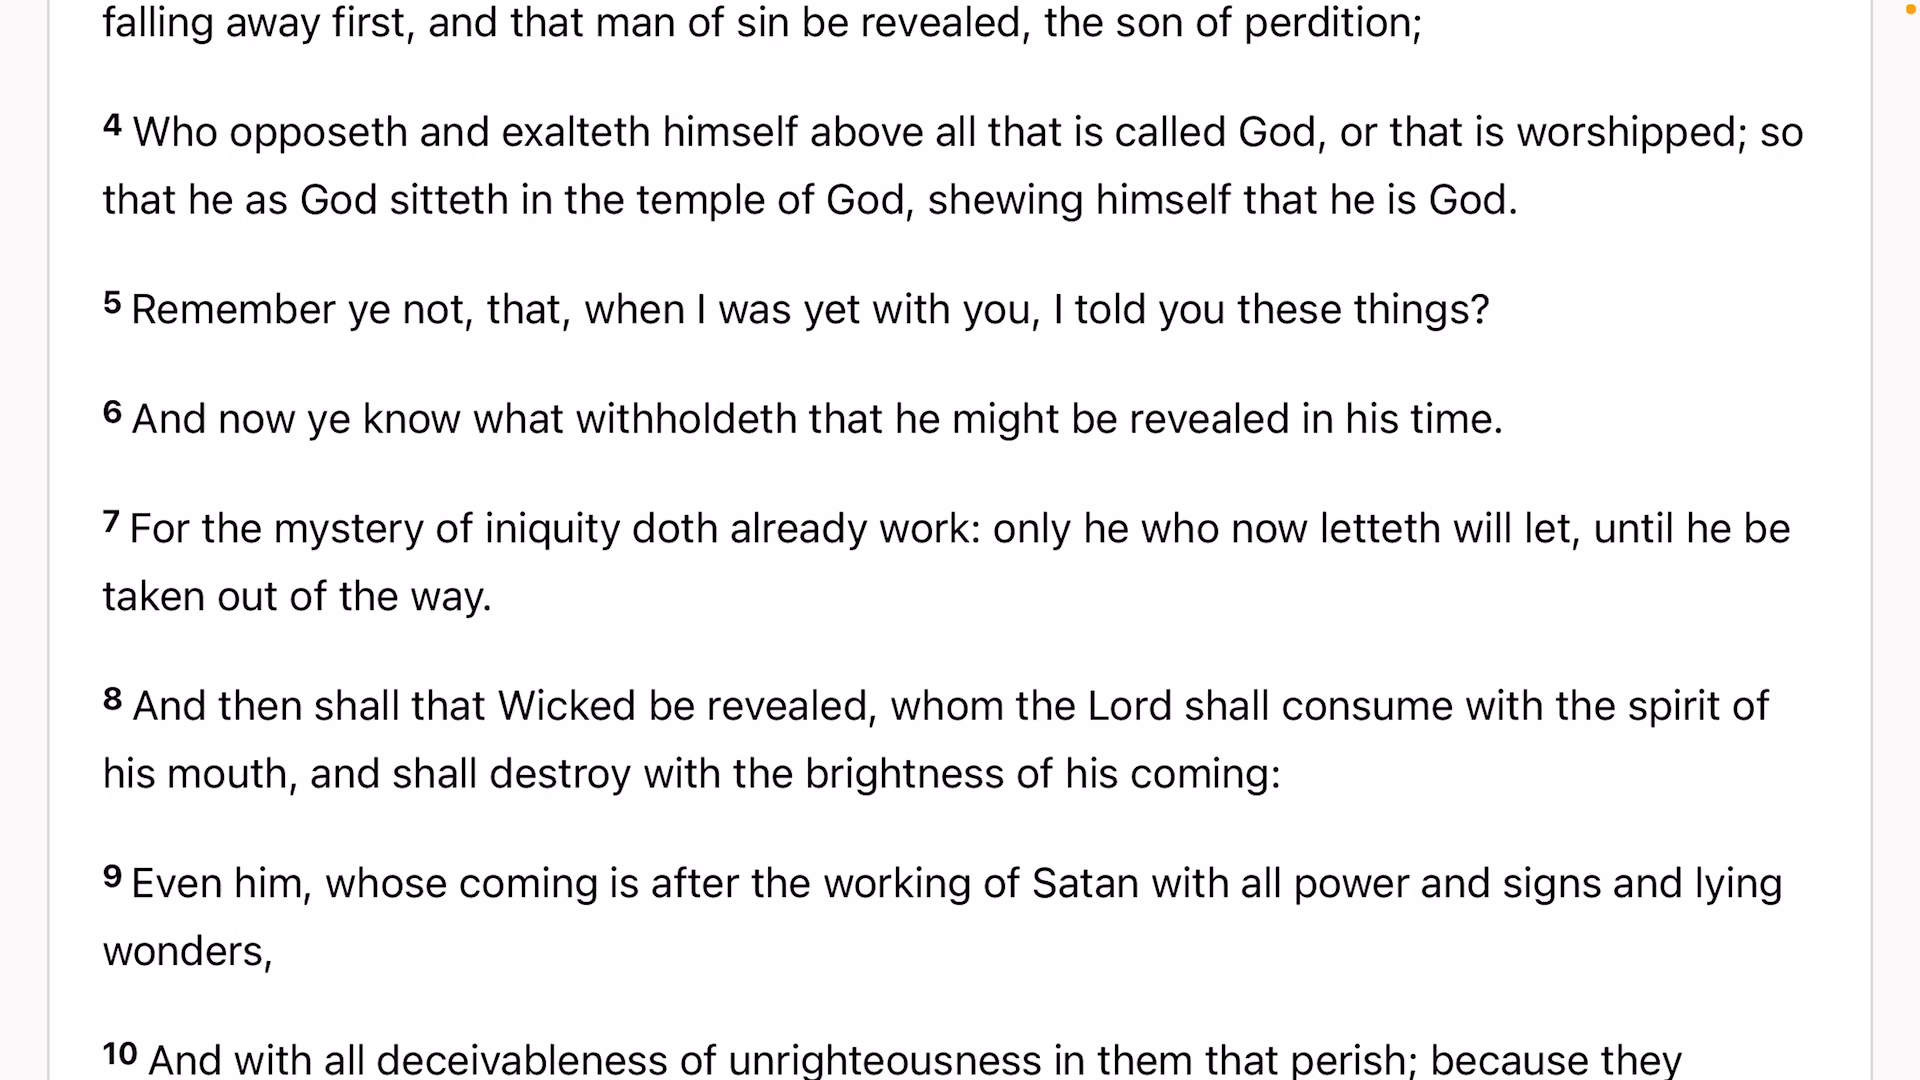 falling away first, and that man of sin be revealed, the son of perdition;
4 Who opposeth and exalteth himself above all that is called God, or that is worshipped; so
that he as God sitteth in the temple of God, shewing himself that he is God.
5 Remember ye not, that, when I was yet with you, I told you these things?
6 And now ye know what withholdeth that he might be revealed in his time.
7 For the mystery of iniquity doth already work: only he who now letteth will let, until he be
taken out of the way.
8 And then shall that Wicked be revealed, whom the Lord shall consume with the spirit of
his mouth, and shall destroy with the brightness of his coming:
9 Even him, whose coming is after the working of Satan with all power and signs and lying
wonders,
10 And with all deceivableness of unrighteousness in them that perish; because they